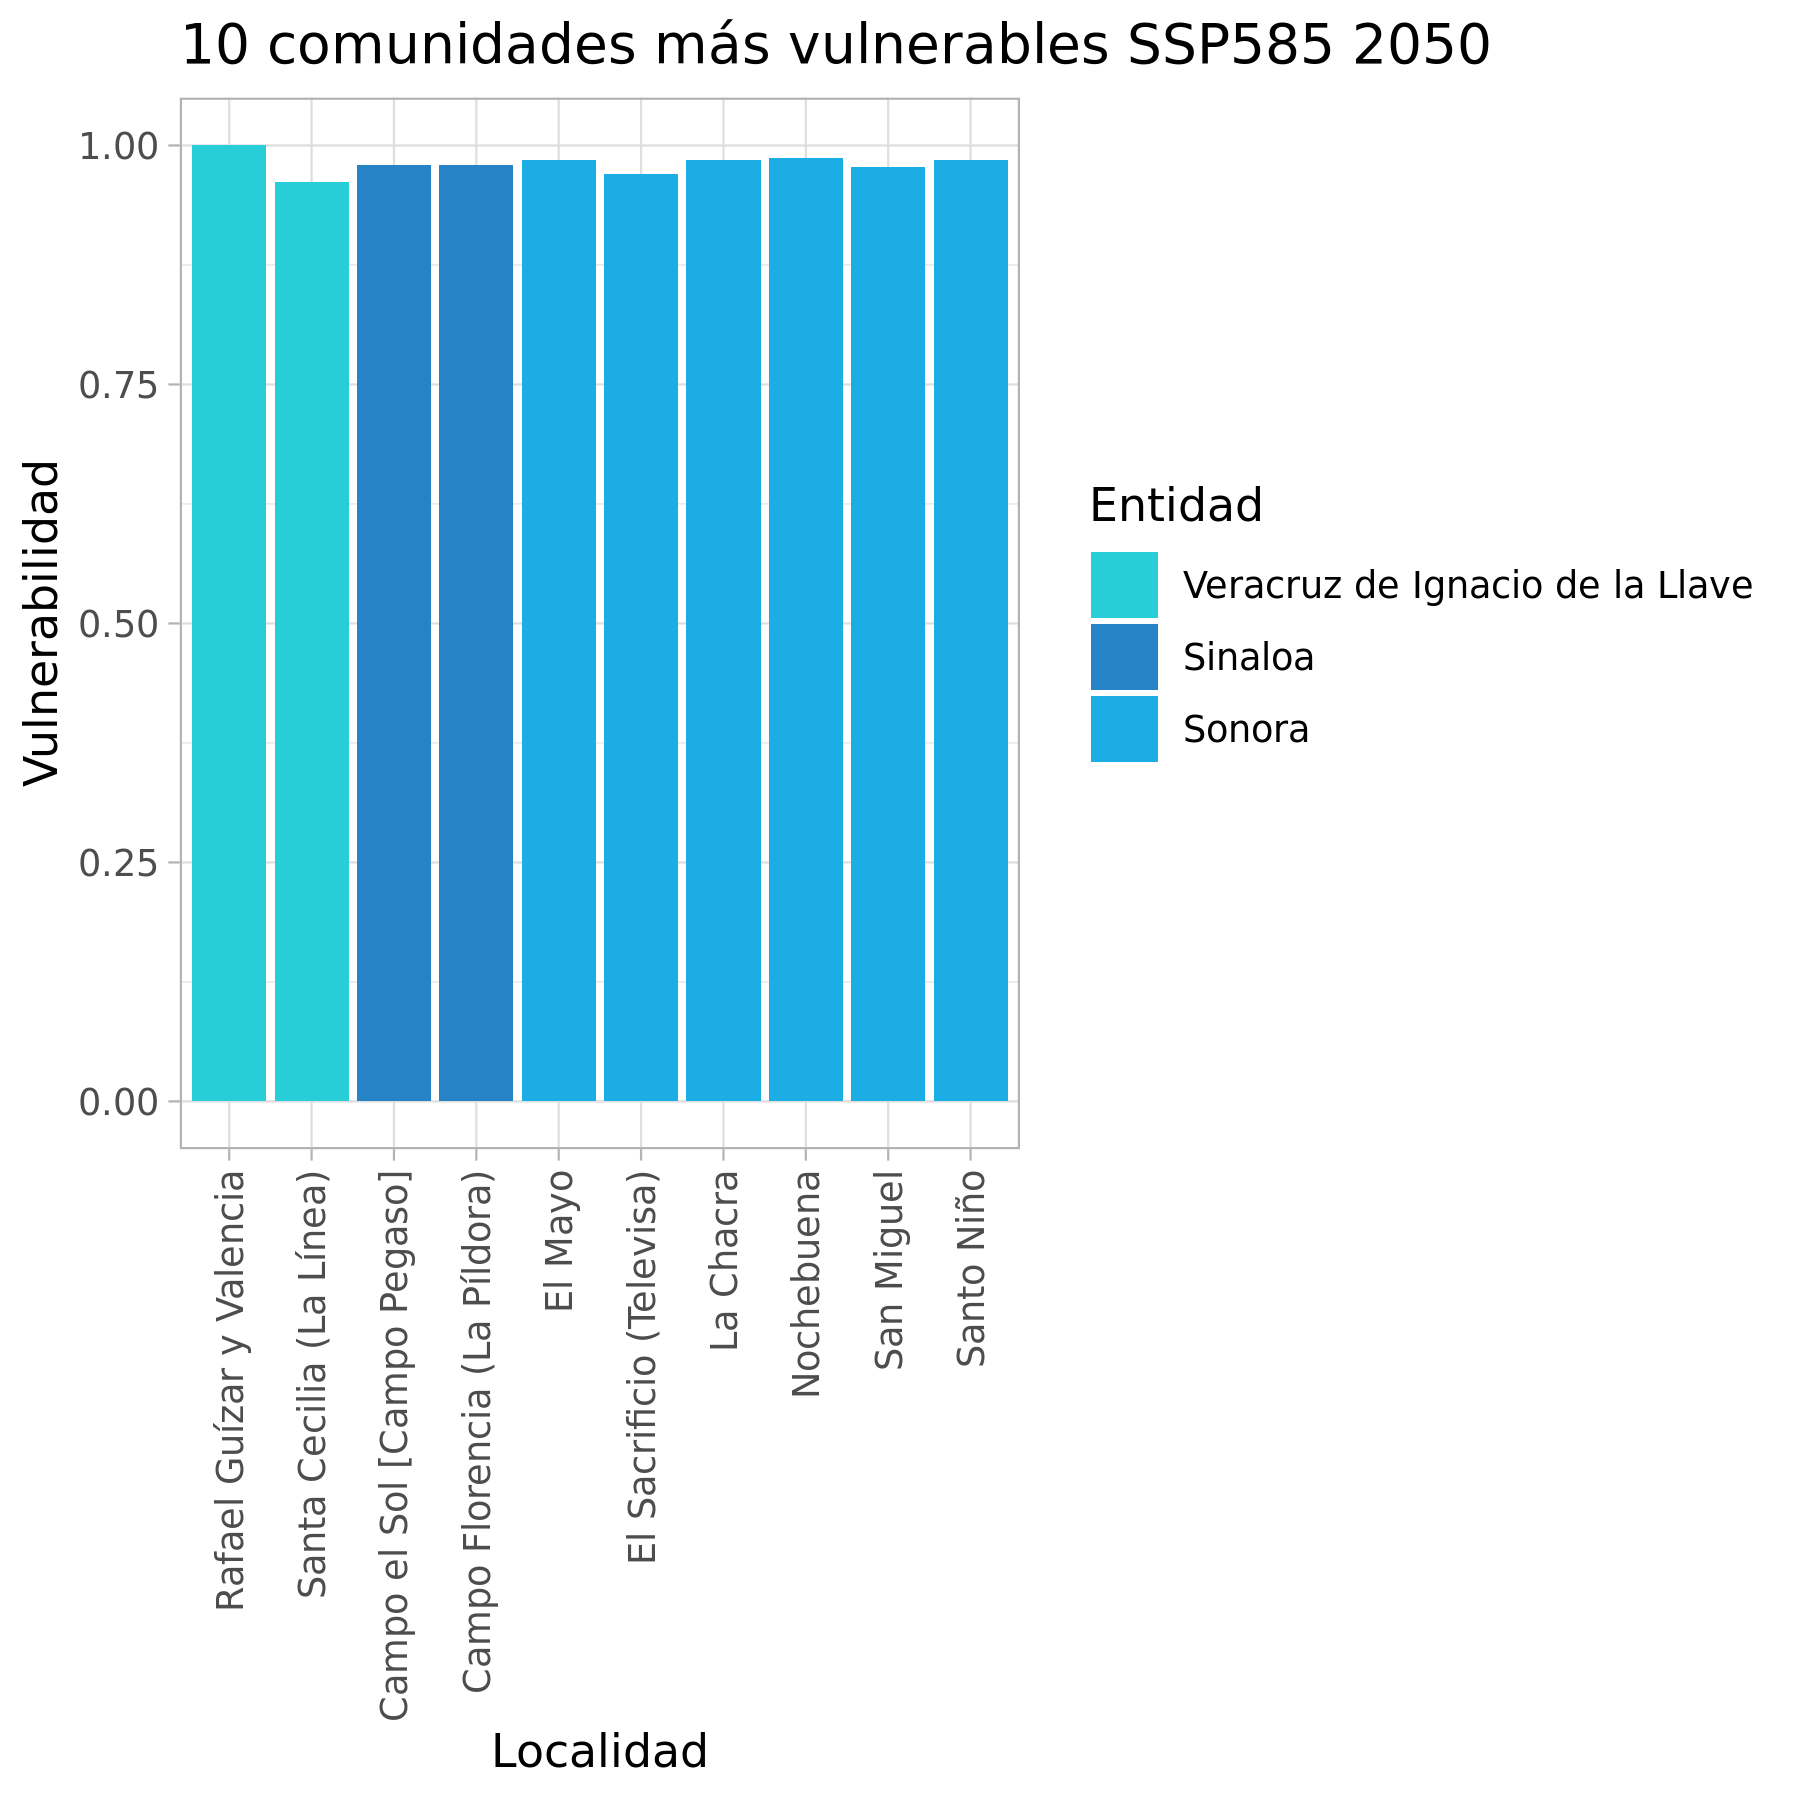 10 comunidades más vulnerables SSP585 2050
Vulnerabilidad
1.00
0.75
0.50
0.25
0.00
Rafael Guízar y Valencia
Santa Cecilia (La Línea)
Campo el Sol [Campo Pegaso]
Campo Florencia (La Píldora)
El Mayo
El Sacrificio (Televisa)
La Chacra
Nochebuena
San Miguel
Santo Niño
Localidad
Entidad
Veracruz de Ignacio de la Llave
Sinaloa
Sonora